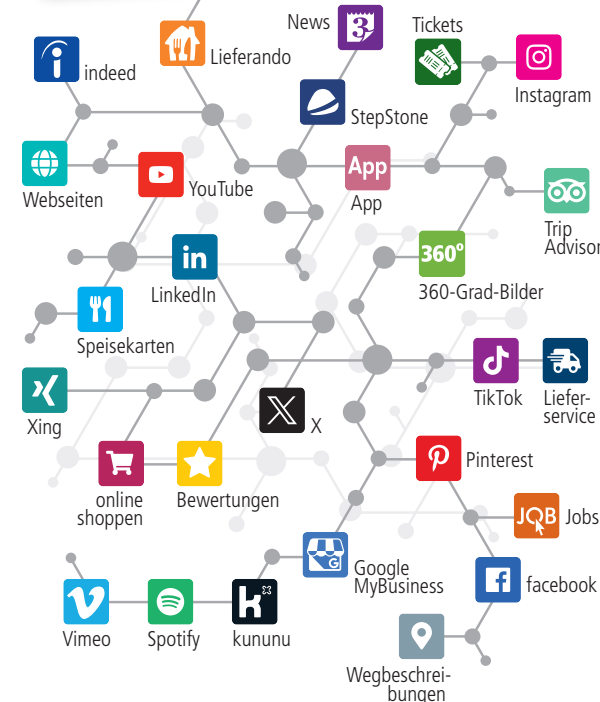 News
Tickets
Lieferando
indeed
Instagram
StepStone
App
App
Webseiten
YouTube
Trip
Advisor
360°
in
LinkedIn
360-Grad-Bilder
Speisekarten
Xing
X
TikTok
Liefer-
service
online
shoppen
Bewertungen
Pinterest
JOB
Jobs
G
Google
MyBusiness
facebook
k
Vimeo
Spotify
kununu
Wegbeschrei-
bungen